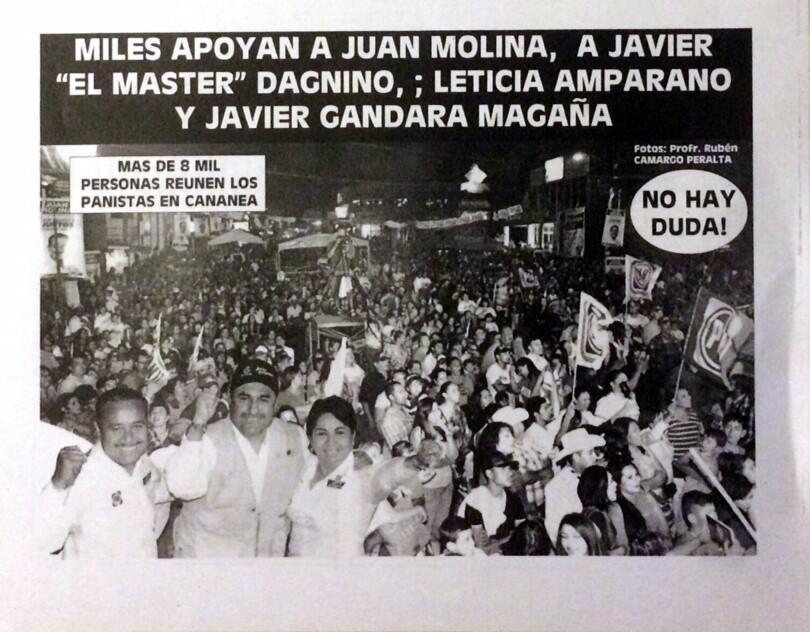 MILES APOYAN A JUAN MOLINA, A JAVIER
“EL MASTER” DAGNINO, ; LETICIA AMPARANO
Y JAVIER GANDARA MAGAÑA
Fotos: Profr. Rubén
CAMARGO PERALTA
MAS DE 8 MIL
PERSONAS REUNEN LOS
PANISTAS EN CANANEA
NO HAY
DUDA!